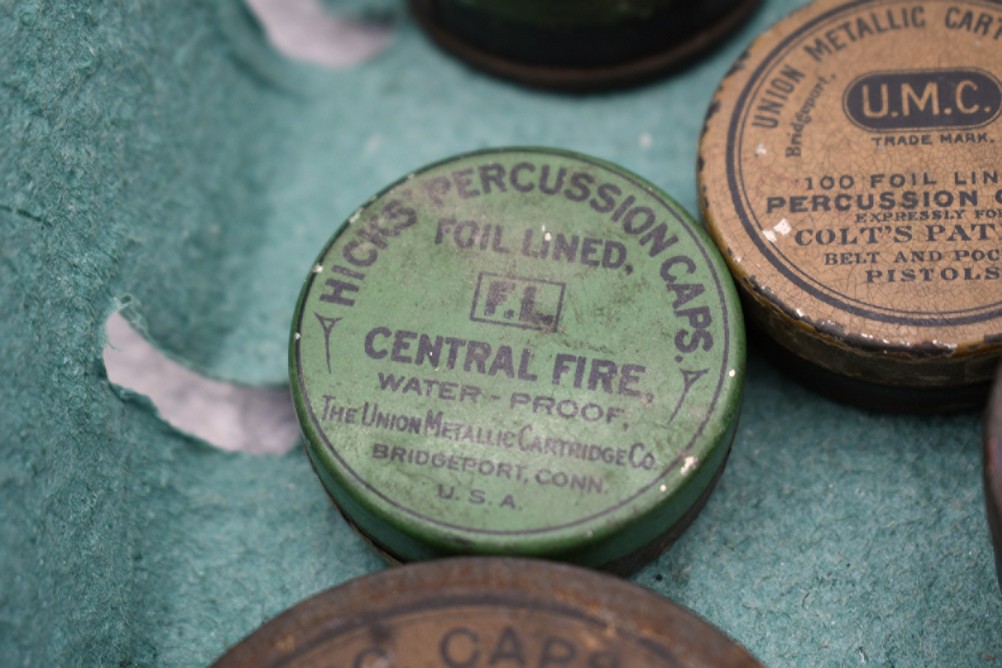 HICKS PERCUSSION CAPS.
FOIL LINED,
F.L.
CENTRAL FIRE,
WATER-PROOF,
THE UNION METALLIC CARTRIDGE CO.
BRIDGEPORT, CONN.
U.S.A.
UNION METALLIC CART
Bridgeport,
U.M.C.
TRADE MARK.
100 FOIL LIN
PERCUSSION
EXPRESSLY FO
COLT'S PAT
BELT AND POC
PISTOLS
CAPS